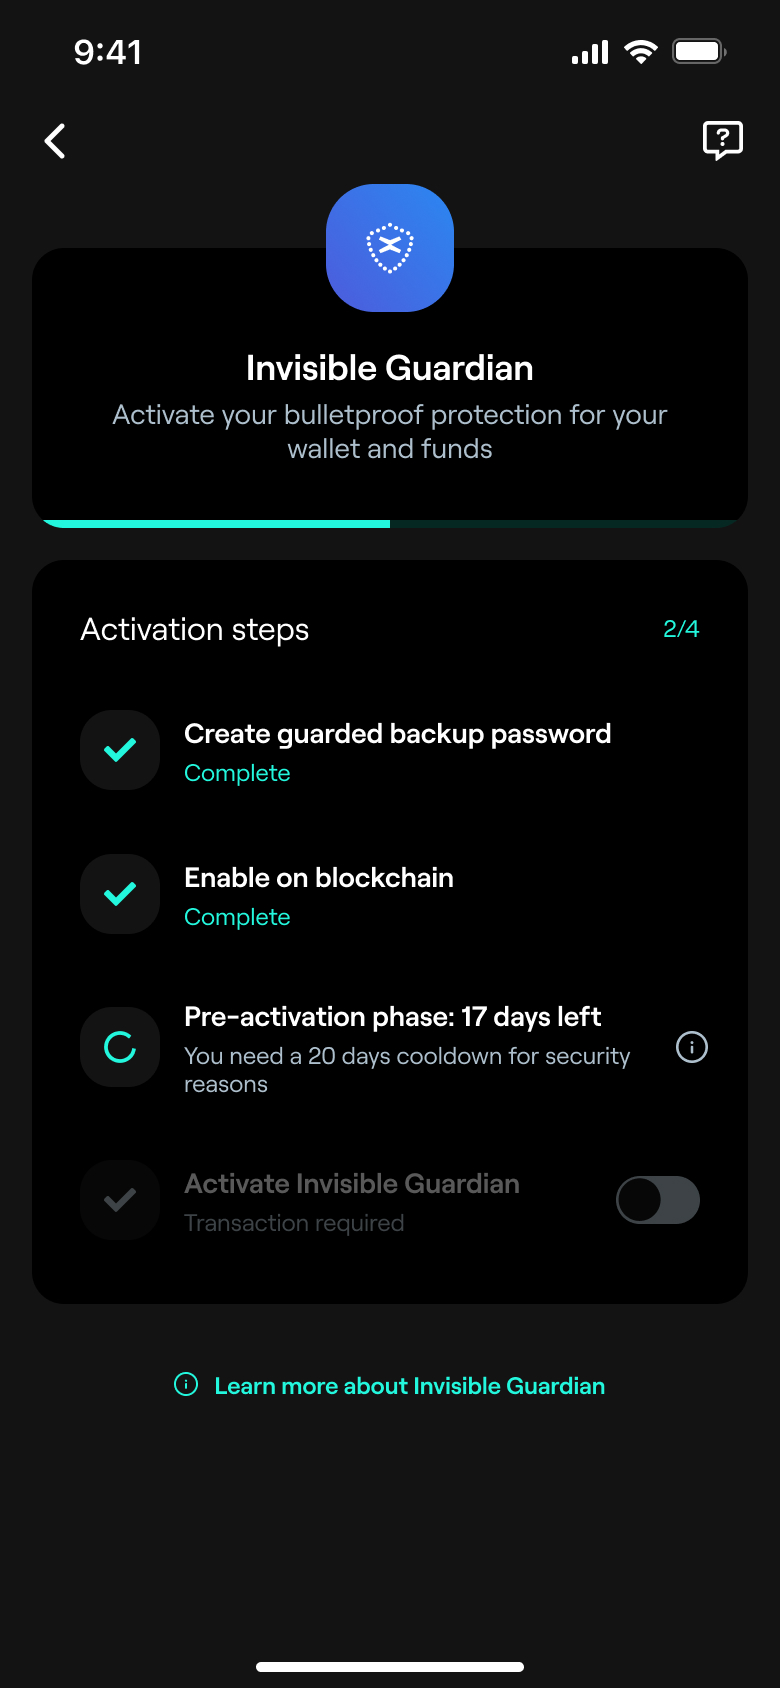 9:41
?
Invisible Guardian
Activate your bulletproof protection for your
wallet and funds
Activation steps
2/4
Create guarded backup password
Complete
Enable on blockchain
Complete
Pre-activation phase: 17 days left
You need a 20 days cooldown for security
reasons
Activate Invisible Guardian
Transaction required
Learn more about Invisible Guardian